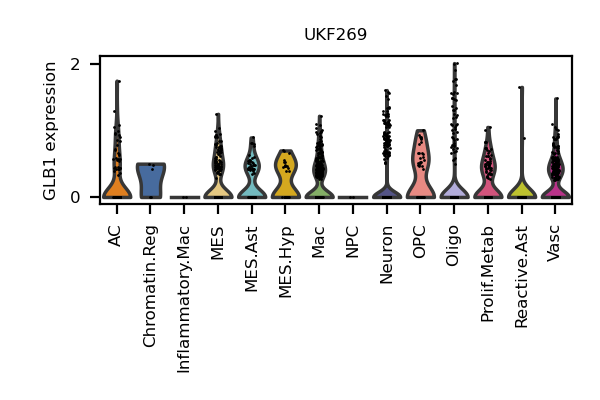 UKF269
GLB1 expression
2
0
AC
Chromatin.Reg
Inflammatory.Mac
MES
MES.Ast
MES.Hyp
Mac
NPC
Neuron
OPC
Oligo
Prolif.Metab
Reactive.Ast
Vasc